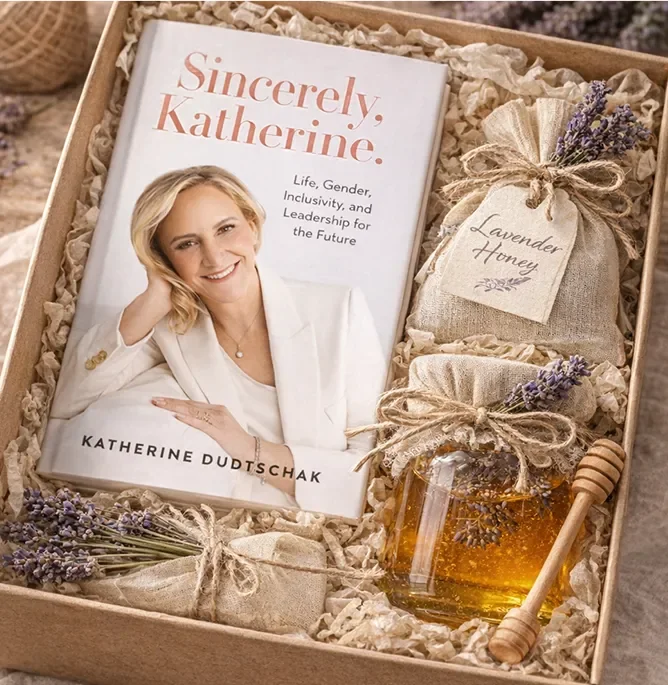 Sincerely,
Katherine.
Life, Gender,
Inclusivity, and
Leadership for
the Future
KATHERINE DUDTSCHAK
Lavender
Honey